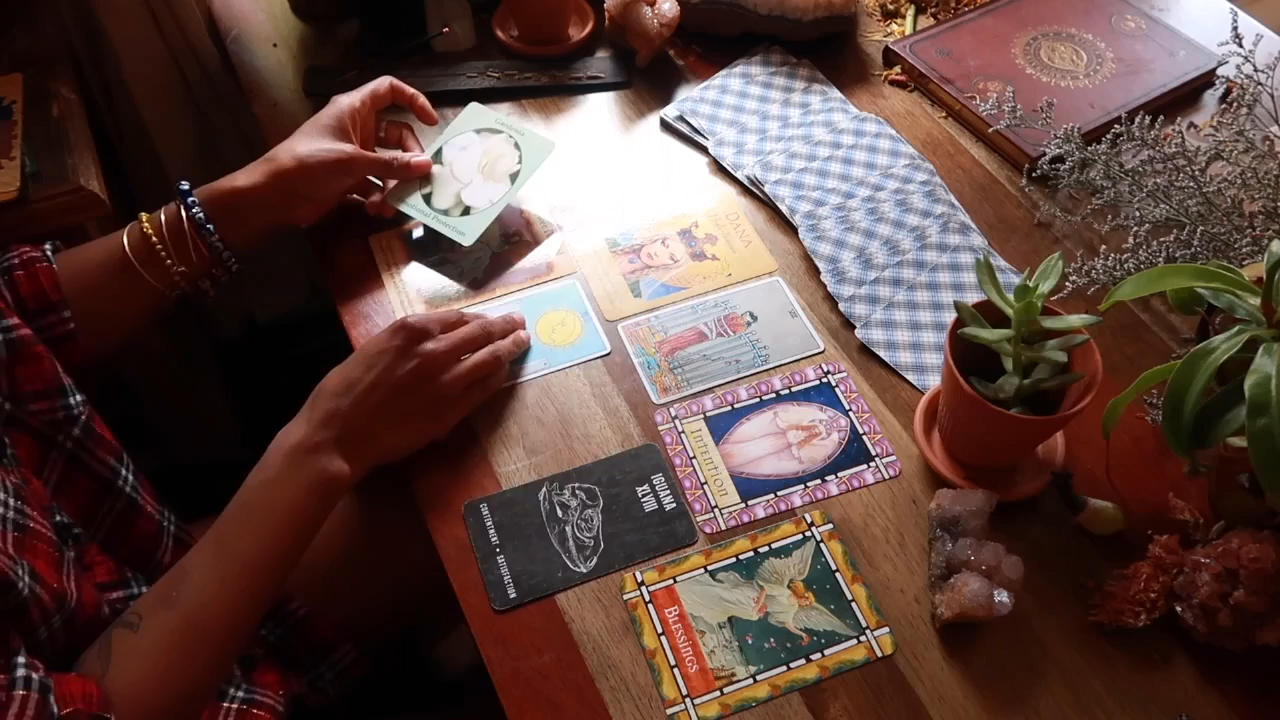 Gardenia
Emotional Protection
DANA
IGUANA
XLVIII
CONTENTMENT • SATISFACTION
Intention
Blessings